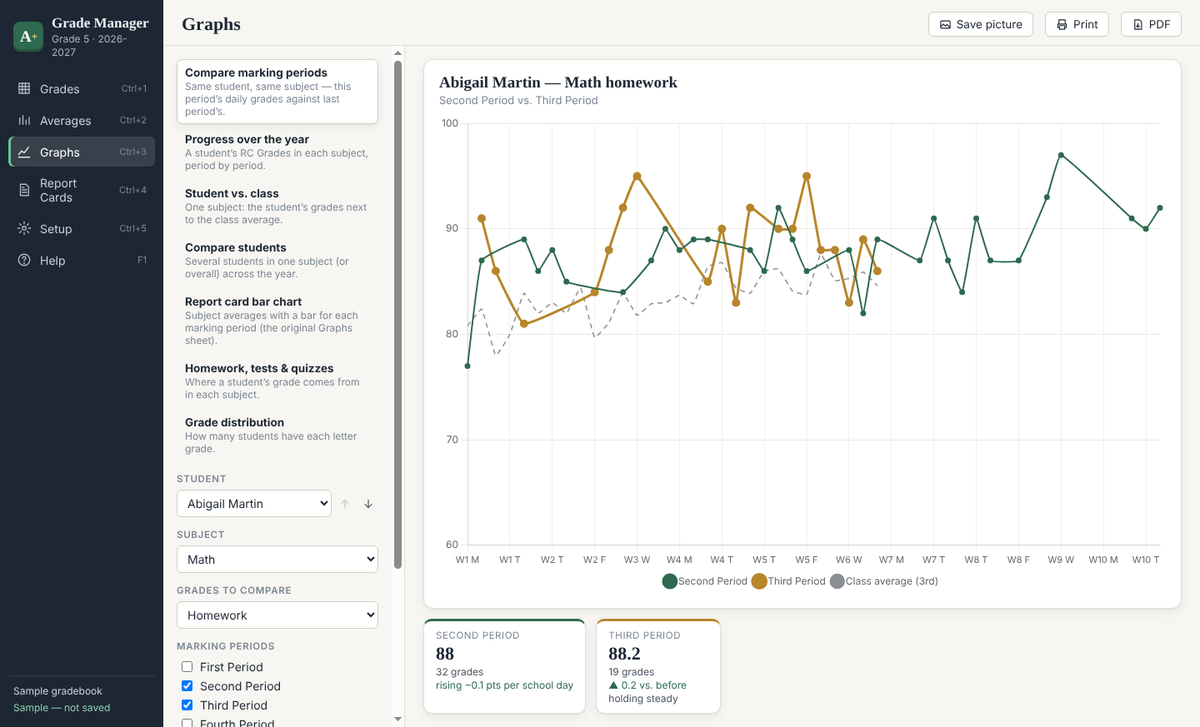 A+
Grade Manager
Grade 5 · 2026-
2027
Grades Ctrl+1
Averages Ctrl+2
Graphs Ctrl+3
Report
Cards Ctrl+4
Setup Ctrl+5
Help F1
Sample gradebook
Sample — not saved
Graphs
Save picture
Print
PDF
Compare marking periods
Same student, same subject — this
period's daily grades against last
period's.
Progress over the year
A student's RC Grades in each subject,
period by period.
Student vs. class
One subject: the student's grades next
to the class average.
Compare students
Several students in one subject (or
overall) across the year.
Report card bar chart
Subject averages with a bar for each
marking period (the original Graphs
sheet).
Homework, tests & quizzes
Where a student's grade comes from
in each subject.
Grade distribution
How many students have each letter
grade.
STUDENT
Abigail Martin
SUBJECT
Math
GRADES TO COMPARE
Homework
MARKING PERIODS
First Period
Second Period
Third Period
Fourth Period
Abigail Martin — Math homework
Second Period vs. Third Period
100
90
80
70
60
W1 M W1 T W2 T W2 F W3 W W4 M W4 T W5 T W5 F W6 W W7 M W7 T W8 T W8 F W9 W W10 M W10 T
Second Period Third Period Class average (3rd)
SECOND PERIOD
88
32 grades
rising ~0.1 pts per school day
THIRD PERIOD
88.2
19 grades
▲ 0.2 vs. before
holding steady